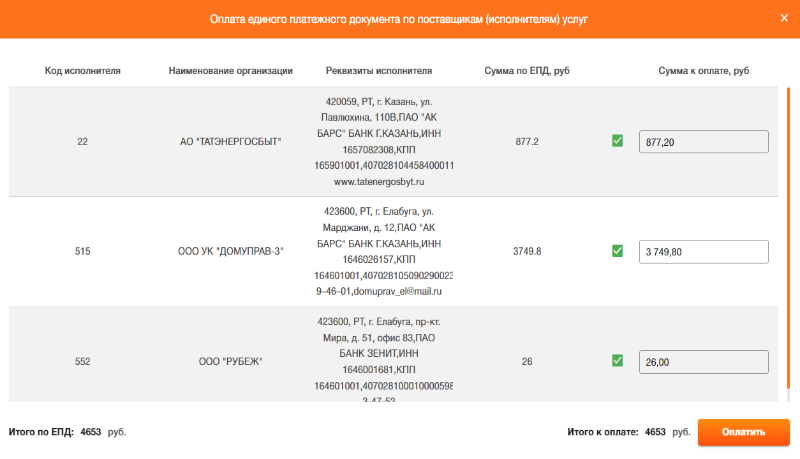 Оплата единого платежного документа по поставщикам (исполнителям) услуг
×
Код исполнителя Наименование организации Реквизиты исполнителя Сумма по ЕПД, руб Сумма к оплате, руб
420059, РТ, г. Казань, ул.
Павлюхина, 110В,ПАО "АК
БАРС" БАНК Г.КАЗАНЬ,ИНН
22 АО "ТАТЭНЕРГОСБЫТ" 877.2 877,20
1657082308,КПП
165901001,40702810445840001
www.tatenergosbyt.ru
423600, РТ, г. Елабуга, ул.
Марджани, д. 12,ПАО "АК
БАРС" БАНК Г.КАЗАНЬ,ИНН
515 ООО УК "ДОМУПРАВ-3" 3749.8 3 749,80
1646026157,КПП
164601001,407028105090290023
9-46-01,domuprav_el@mail.ru
423600, РТ, г. Елабуга, пр-кт.
Мира, д. 51, офис 83,ПАО
БАНК ЗЕНИТ,ИНН
552 ООО "РУБЕЖ" 26 26,00
1646001681,КПП
164601001,407028100010000598
3-47-52
Итого по ЕПД: 4653 руб. Итого к оплате: 4653 руб. Оплатить